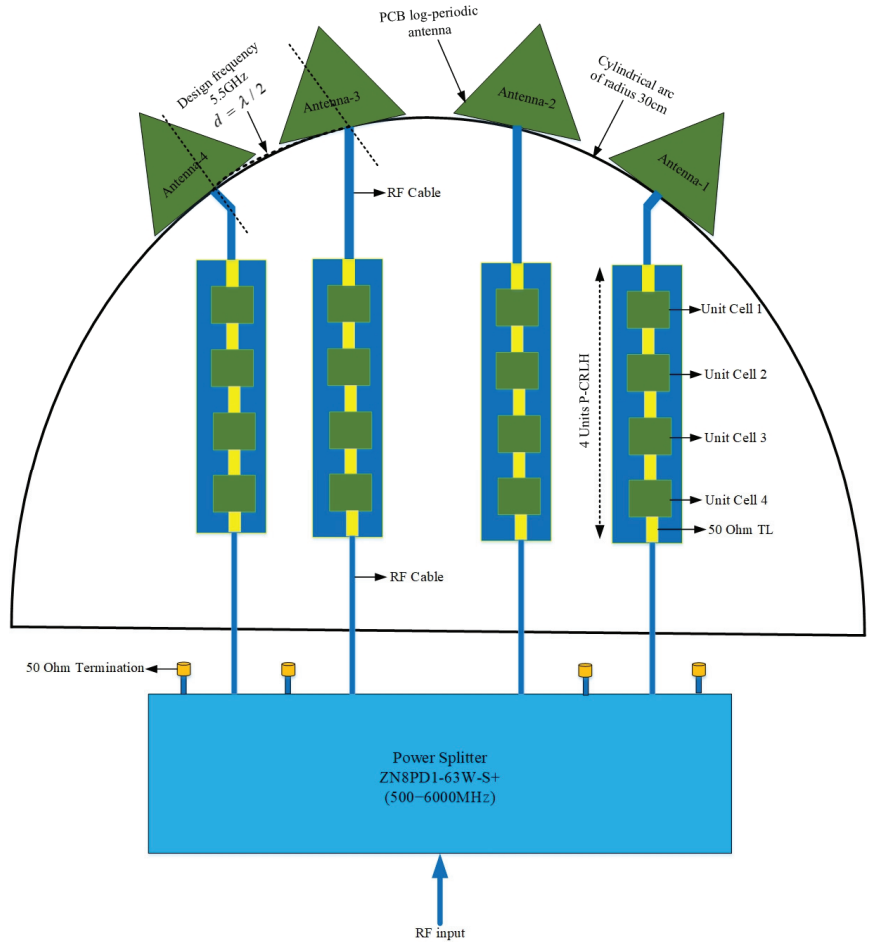 PCB log-periodic
antenna
Design frequency
5.5GHz
d = λ / 2
Antenna-3
Antenna-2
Cylindrical arc
of radius 30cm
Antenna-4
Antenna-1
RF Cable
4 Units P-CRLH
Unit Cell 1
Unit Cell 2
Unit Cell 3
Unit Cell 4
50 Ohm TL
RF Cable
50 Ohm Termination
Power Splitter
ZN8PD1-63W-S+
(500−6000MHz)
RF input